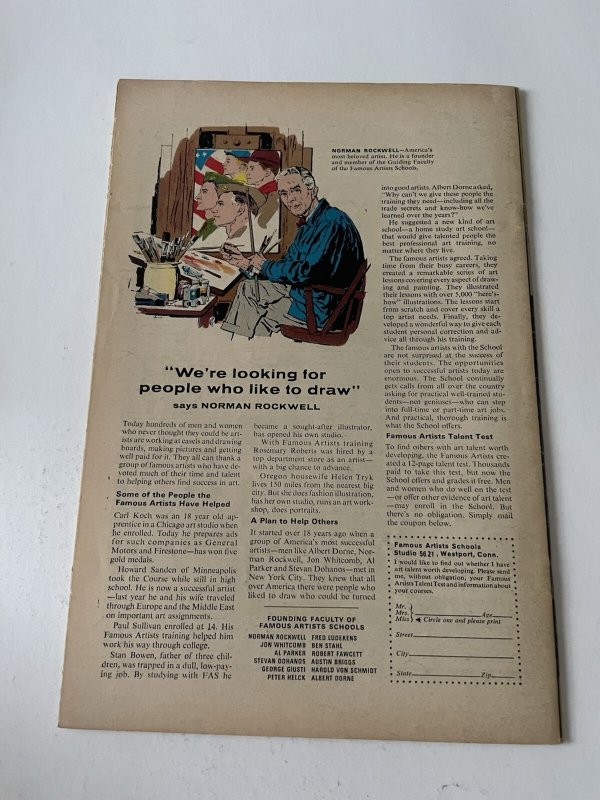 NORMAN ROCKWELL—America's
most beloved artist. He is a founder
and member of the Guiding Faculty
of the Famous Artists Schools.
"We're looking for
people who like to draw"
says NORMAN ROCKWELL
Today hundreds of men and women
who never thought they could be art-
ists are working at easels and drawing
boards, making pictures and getting
well paid for it. They all can thank a
group of famous artists who have de-
voted much of their time and talent
to helping others find success in art.
Some of the People the
Famous Artists Have Helped
Carl Koch was an 18 year old ap-
prentice in a Chicago art studio when
he enrolled. Today he prepares ads
for such companies as General
Motors and Firestone—has won five
gold medals.
Howard Sanden of Minneapolis
took the Course while still in high
school. He is now a successful artist
—last year he and his wife traveled
through Europe and the Middle East
on important art assignments.
Paul Sullivan enrolled at 14. His
Famous Artists training helped him
work his way through college.
Stan Bowen, father of three chil-
dren, was trapped in a dull, low-pay-
ing job. By studying with FAS he
became a sought-after illustrator,
has opened his own studio.
With Famous Artists training
Rosemary Roberts was hired by a
top department store as an artist—
with a big chance to advance.
Oregon housewife Helen Tryk
lives 150 miles from the nearest big
city. But she does fashion illustration,
has her own studio, runs an art work-
shop, does portraits.
A Plan to Help Others
It started over 18 years ago when a
group of America's most successful
artists—men like Albert Dorne, Nor-
man Rockwell, Jon Whitcomb, Al
Parker and Stevan Dohanos—met in
New York City. They knew that all
over America there were people who
liked to draw who could be turned
FOUNDING FACULTY OF
FAMOUS ARTISTS SCHOOLS
NORMAN ROCKWELL FRED LUDEKENS
JON WHITCOMB BEN STAHL
AL PARKER ROBERT FAWCETT
STEVAN DOHANOS AUSTIN BRIGGS
GEORGE GIUSTI HAROLD VON SCHMIDT
PETER HELCK ALBERT DORNE
into good artists. Albert Dorne asked,
"Why can't we give these people the
training they need—including all the
trade secrets and know-how we've
learned over the years?"
He suggested a new kind of art
school—a home study art school—
that would give talented people the
best professional art training, no
matter where they live.
The famous artists agreed. Taking
time from their busy careers, they
created a remarkable series of art
lessons covering every aspect of draw-
ing and painting. They illustrated
their lessons with over 5,000 "here's-
how" illustrations. The lessons start
from scratch and cover every skill a
top artist needs. Finally, they de-
veloped a wonderful way to give each
student personal correction and ad-
vice all through his training.
The famous artists with the School
are not surprised at the success of
their students. The opportunities
open to successful artists today are
enormous. The School continually
gets calls from all over the country
asking for practical well-trained stu-
dents—not geniuses—who can step
into full-time or part-time art jobs.
And practical, thorough training is
what the School offers.
Famous Artists Talent Test
To find others with art talent worth
developing, the Famous Artists cre-
ated a 12-page talent test. Thousands
paid to take this test, but now the
School offers and grades it free. Men
and women who do well on the test
—or offer other evidence of art talent
—may enroll in the School. But
there's no obligation. Simply mail
the coupon below.
Famous Artists Schools
Studio 5621, Westport, Conn.
I would like to find out whether I have
art talent worth developing. Please send
me, without obligation, your Famous
Artists Talent Test and information about
your courses.
Mr.
Mrs. Age
Miss Circle one and please print
Street
City
State Zip